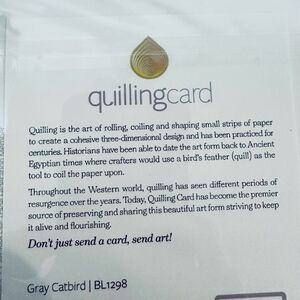 quillingcard
Quilling is the art of rolling, coiling and shaping small strips of paper
to create a cohesive three-dimensional design and has been practiced for
centuries. Historians have been able to date the art form back to Ancient
Egyptian times where crafters would use a bird's feather (quill) as the
tool to coil the paper upon.
Throughout the Western world, quilling has seen different periods of
resurgence over the years. Today, Quilling Card has become the premier
source of preserving and sharing this beautiful art form striving to keep
it alive and flourishing.
Don't just send a card, send art!
Gray Catbird | BL1298